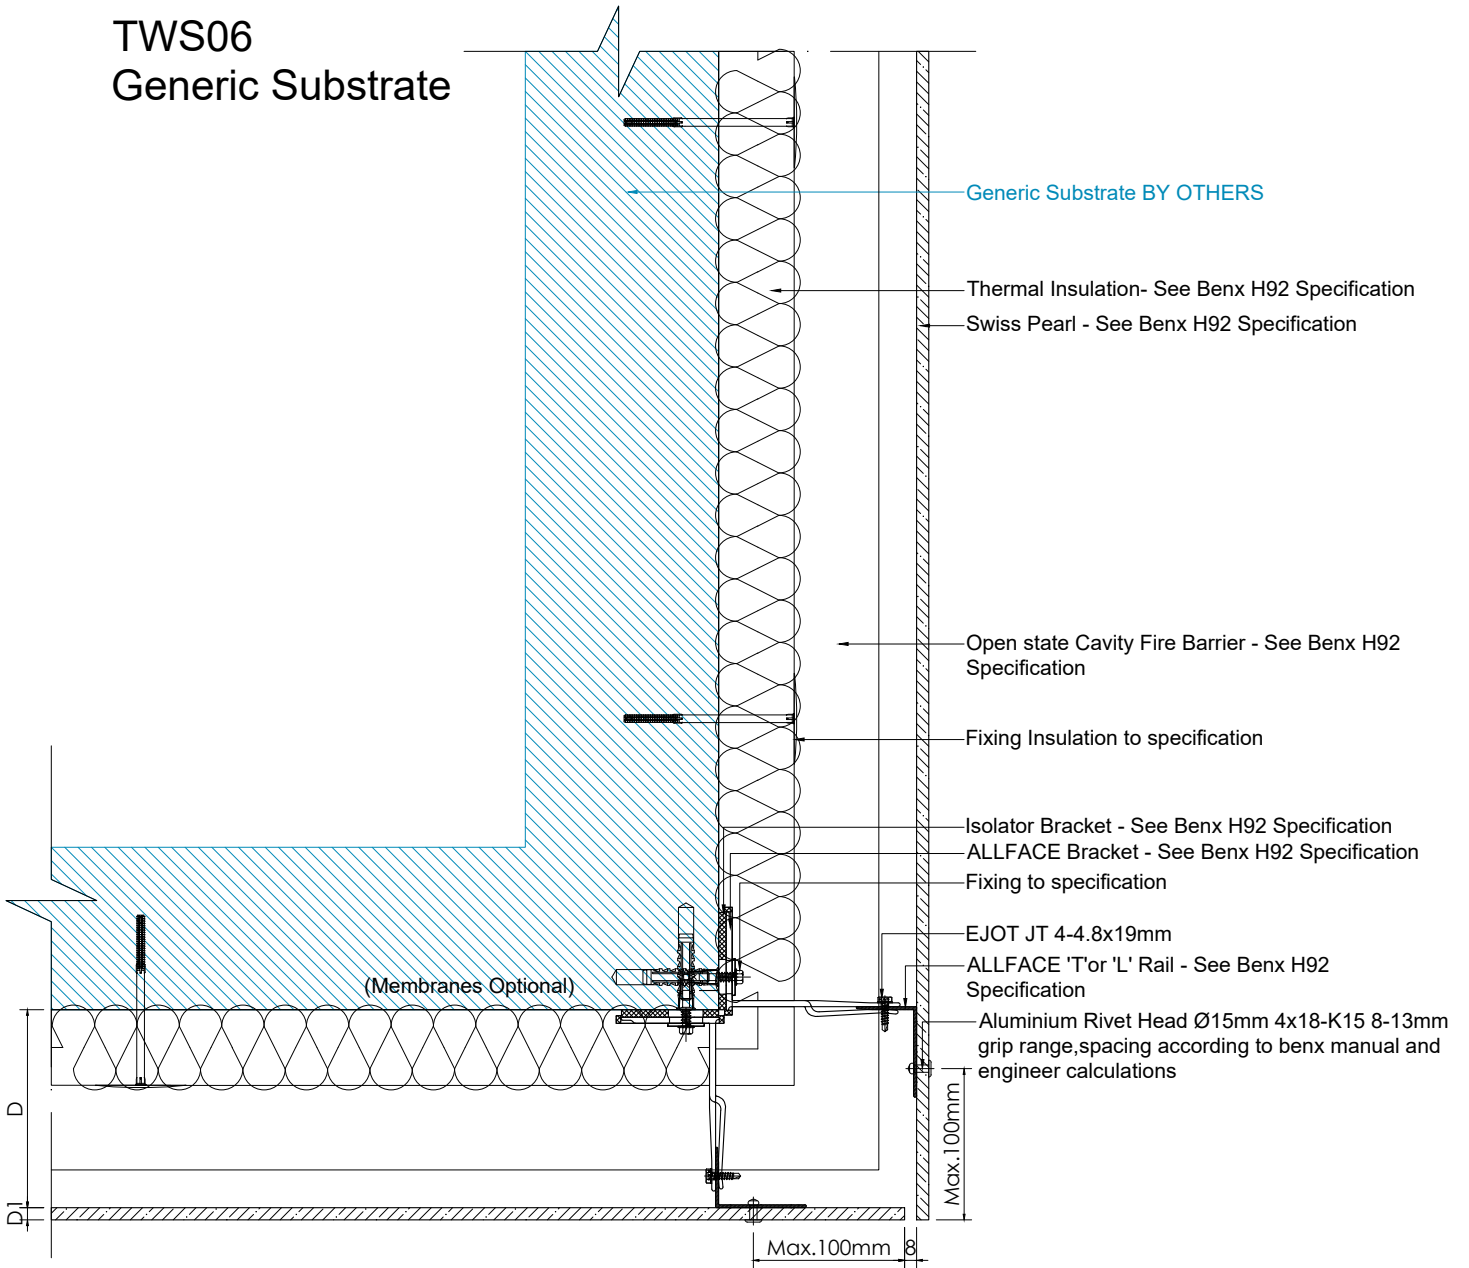 TWS06
Generic Substrate
Generic Substrate BY OTHERS
Thermal Insulation- See Benx H92 Specification
Swiss Pearl - See Benx H92 Specification
Open state Cavity Fire Barrier - See Benx H92
Specification
Fixing Insulation to specification
Isolator Bracket - See Benx H92 Specification
ALLFACE Bracket - See Benx H92 Specification
Fixing to specification
EJOT JT 4-4.8x19mm
ALLFACE 'T'or 'L' Rail - See Benx H92
Specification
(Membranes Optional)
Aluminium Rivet Head Ø15mm 4x18-K15 8-13mm
grip range,spacing according to benx manual and
engineer calculations
D
D1
Max.100mm
Max.100mm
8